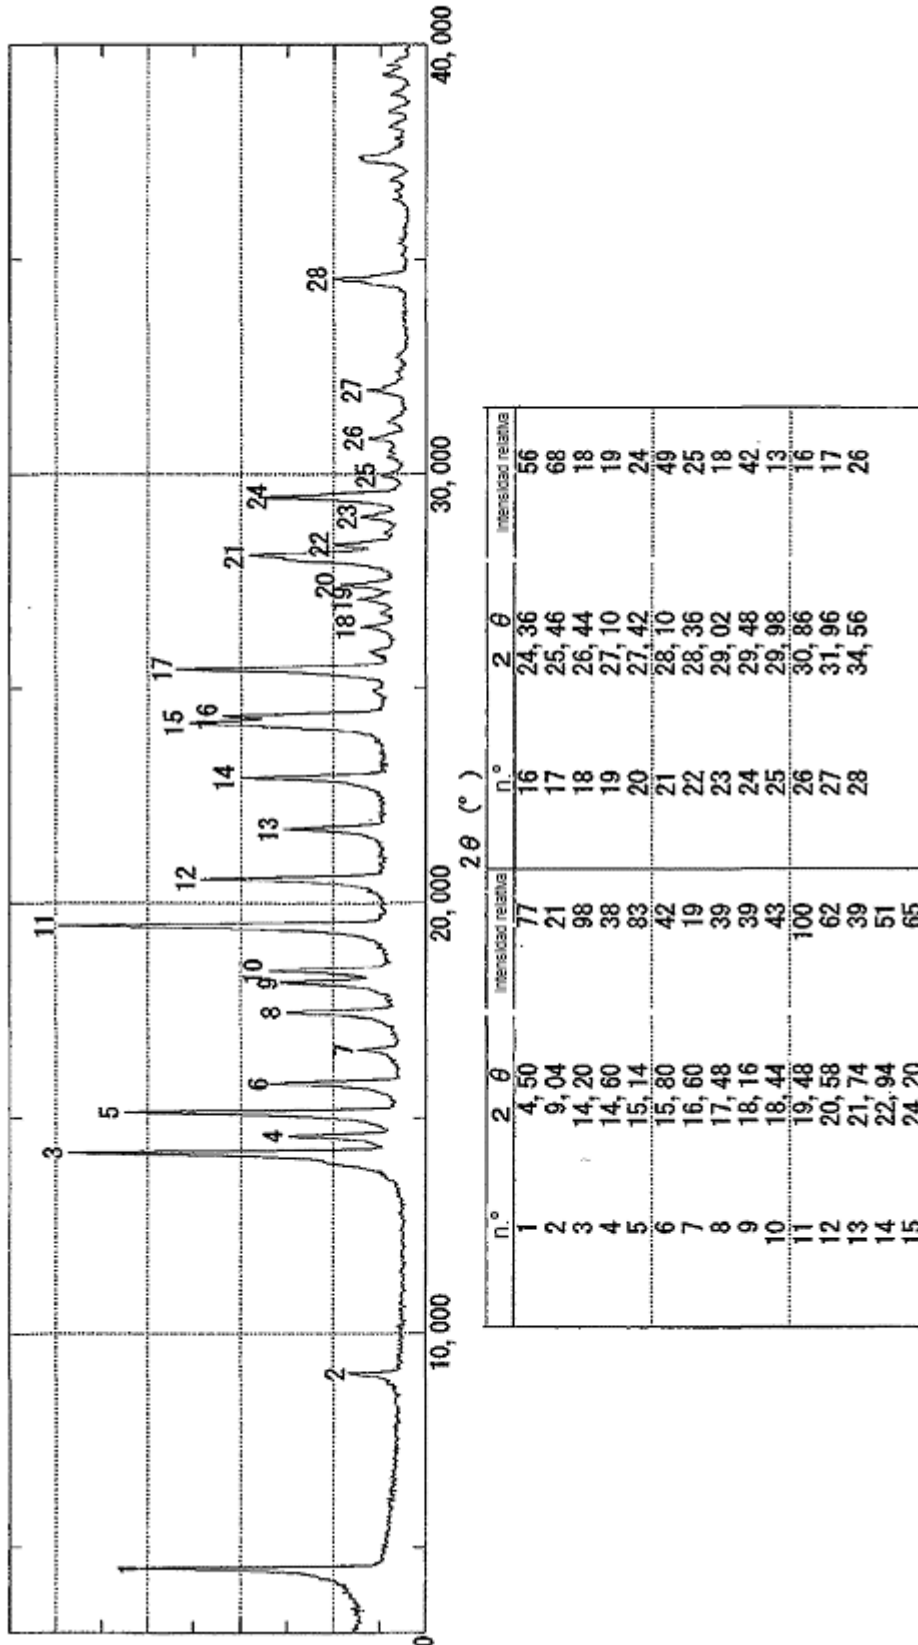 1
2
3
4
5
6
7
8
9
10
11
12
13
14
15
16
17
18
19
20
21
22
23
24
25
26
27
28
0
10, 000
20, 000
30, 000
40, 000
2θ (°)
n.° 2 θ Intensidad relativa n.° 2 θ Intensidad relativa
1 4, 50 77 16 24, 36 56
2 9, 04 21 17 25, 46 68
3 14, 20 98 18 26, 44 18
4 14, 60 38 19 27, 10 19
5 15, 14 83 20 27, 42 24
6 15, 80 42 21 28, 10 49
7 16, 60 19 22 28, 36 25
8 17, 48 39 23 29, 02 18
9 18, 16 39 24 29, 48 42
10 18, 44 43 25 29, 98 13
11 19, 48 100 26 30, 86 16
12 20, 58 62 27 31, 96 17
13 21, 74 39 28 34, 56 26
14 22, 94 51
15 24, 20 65